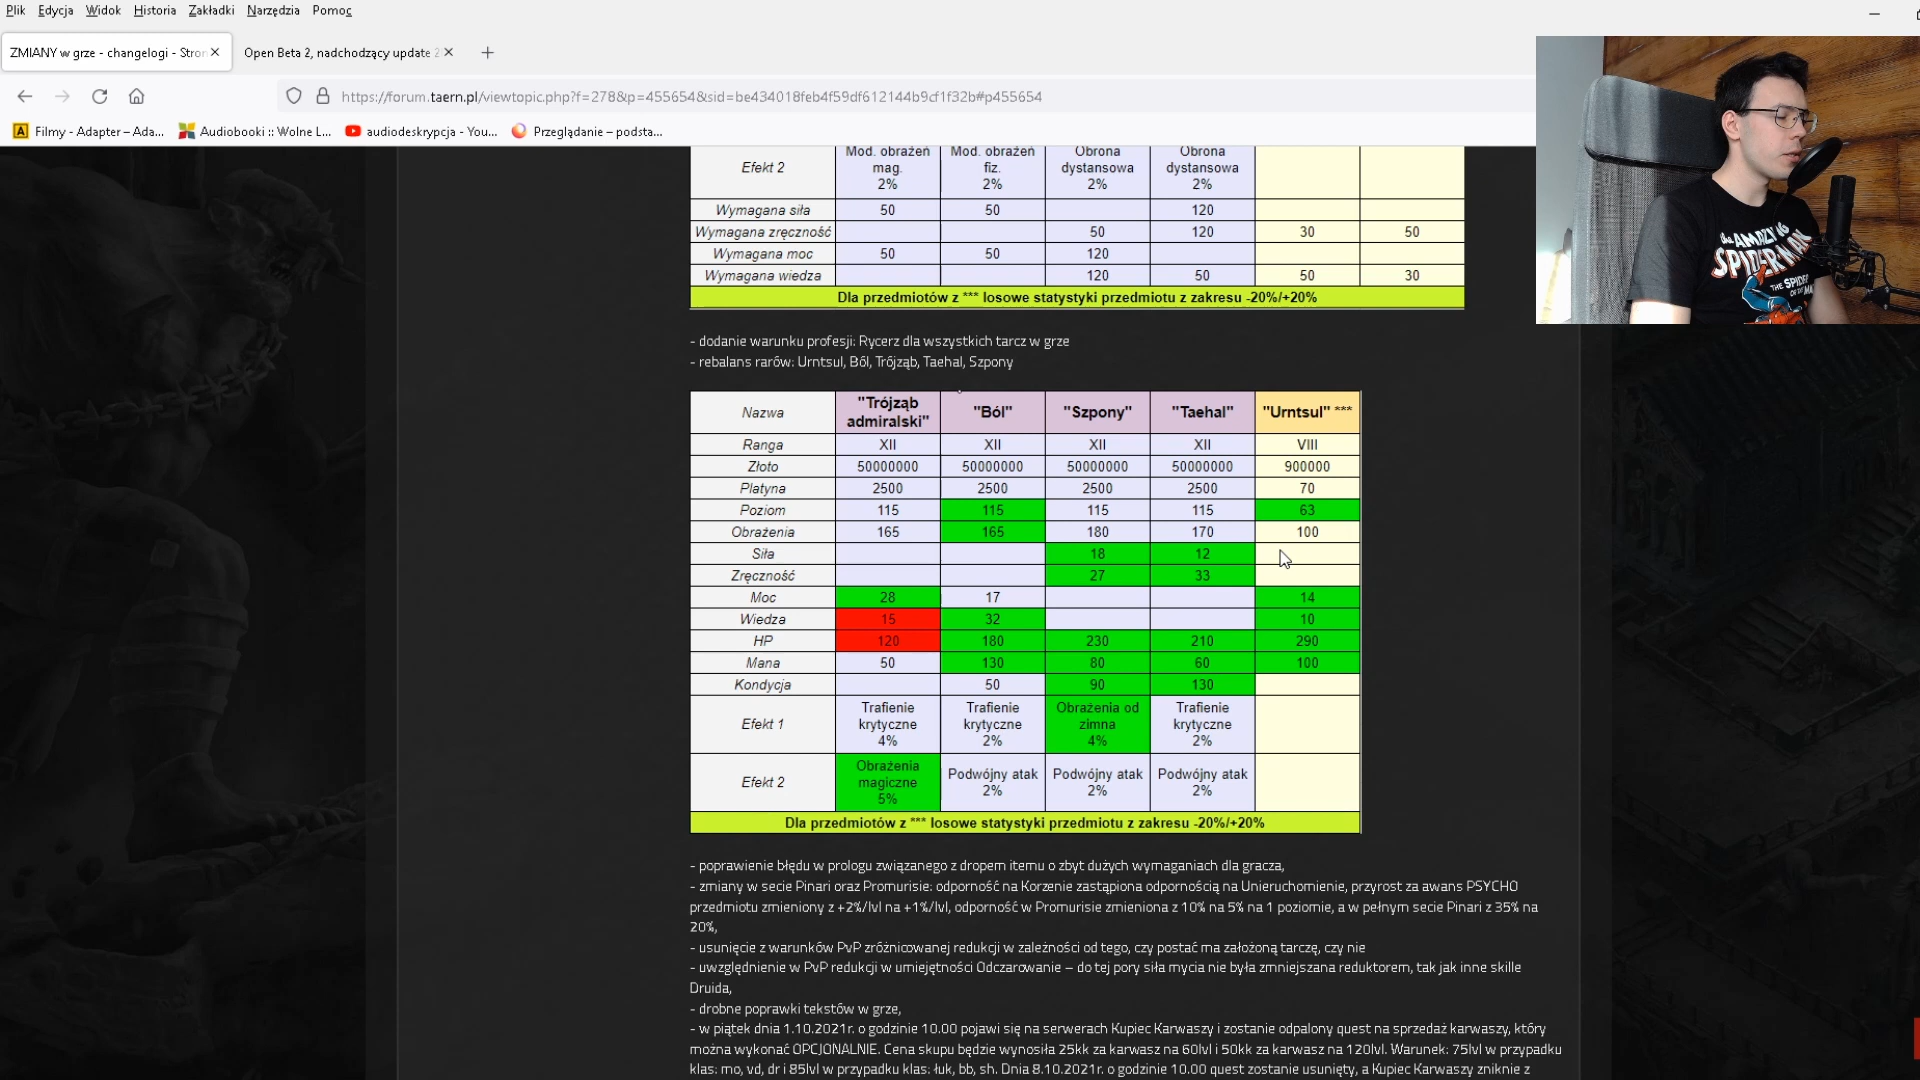 Plik Edycja Widok Historia Zakładki Narzędzia Pomoc
ZMIANY w grze - changelogi - Stron
Open Beta 2, nadchodzący update 2
https://forum.taern.pl/viewtopic.php?f=278&p=455654&sid=be434018feb4f59df612144b9cf1f32b#p455654
Filmy - Adapter – Ada... Audiobooki :: Wolne L... audiodeskrypcja - You... Przeglądanie – podsta...
Efekt 2 Mod. obrażeń mag. 2% Mod. obrażeń fiz. 2% Obrona dystansowa 2% Obrona dystansowa 2%
Wymagana siła 50 50 120
Wymagana zręczność 50 120 30 50
Wymagana moc 50 50 120
Wymagana wiedza 120 50 50 30
Dla przedmiotów z *** losowe statystyki przedmiotu z zakresu -20%/+20%
- dodanie warunku profesji: Rycerz dla wszystkich tarcz w grze
- rebalans rarów: Urntsul, Ból, Trójząb, Taehal, Szpony
Nazwa "Trójząb admiralski" "Ból" "Szpony" "Taehal" "Urntsul" ***
Ranga XII XII XII XII VIII
Złoto 50000000 50000000 50000000 50000000 900000
Platyna 2500 2500 2500 2500 70
Poziom 115 115 115 115 63
Obrażenia 165 165 180 170 100
Siła 18 12
Zręczność 27 33
Moc 28 17 14
Wiedza 15 32 10
HP 120 180 230 210 290
Mana 50 130 80 60 100
Kondycja 50 90 130
Efekt 1 Trafienie krytyczne 4% Trafienie krytyczne 2% Obrażenia od zimna 4% Trafienie krytyczne 2%
Efekt 2 Obrażenia magiczne 5% Podwójny atak 2% Podwójny atak 2% Podwójny atak 2%
Dla przedmiotów z *** losowe statystyki przedmiotu z zakresu -20%/+20%
- poprawienie błędu w prologu związanego z dropem itemu o zbyt dużych wymaganiach dla gracza,
- zmiany w secie Pinari oraz Promurisie: odporność na Korzenie zastąpiona odpornością na Unieruchomienie, przyrost za awans PSYCHO
przedmiotu zmieniony z +2%/lvl na +1%/lvl, odporność w Promurisie zmieniona z 10% na 5% na 1 poziomie, a w pełnym secie Pinari z 35% na
20%,
- usunięcie z warunków PvP zróżnicowanej redukcji w zależności od tego, czy postać ma założoną tarczę, czy nie
- uwzględnienie w PvP redukcji w umiejętności Odczarowanie – do tej pory siła mycia nie była zmniejszana reduktorem, tak jak inne skille
Druida,
- drobne poprawki tekstów w grze,
- w piątek dnia 1.10.2021r. o godzinie 10.00 pojawi się na serwerach Kupiec Karwaszy i zostanie odpalony quest na sprzedaż karwaszy, który
można wykonać OPCJONALNIE. Cena skupu będzie wynosiła 25kk za karwasz na 60lvl i 50kk za karwasz na 120lvl. Warunek: 75lvl w przypadku
klas: mo, vd, dr i 85lvl w przypadku klas: łuk, bb, sh. Dnia 8.10.2021r. o godzinie 10.00 quest zostanie usunięty, a Kupiec Karwaszy zniknie z
the AMAZING
SPIDERMAN